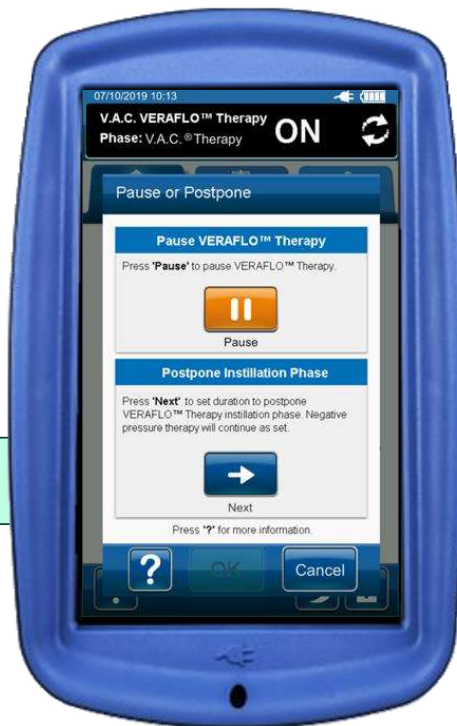 07/10/2019 10:13
V.A.C. VERAFLO™ Therapy
Phase: V.A.C.® Therapy
ON
Pause or Postpone
Pause VERAFLO™ Therapy
Press 'Pause' to pause VERAFLO™ Therapy.
Pause
Postpone Instillation Phase
Press 'Next' to set duration to postpone
VERAFLO™ Therapy instillation phase. Negative
pressure therapy will continue as set.
Next
Press '?' for more information.
?
OK
Cancel